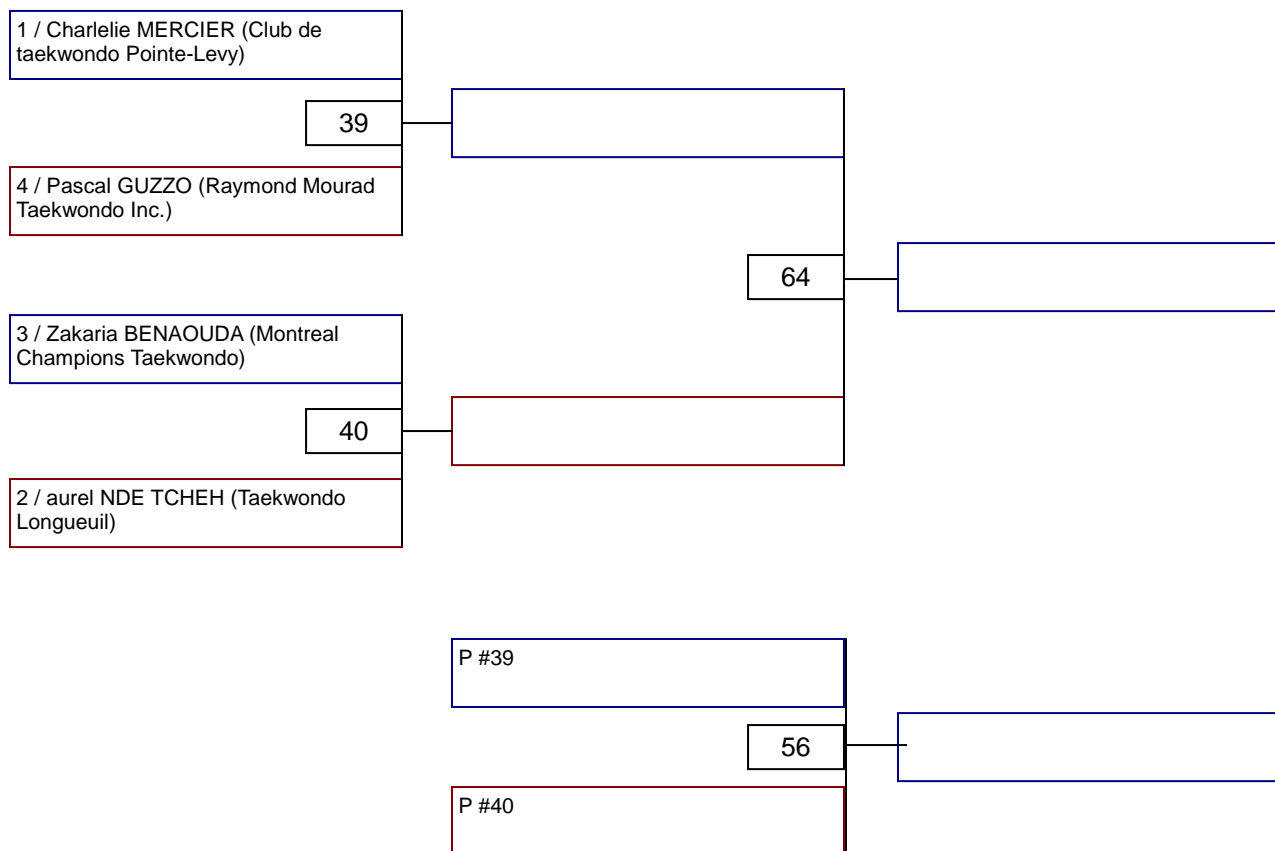 1 / Charlelie MERCIER (Club de
taekwondo Pointe-Levy)
39
4 / Pascal GUZZO (Raymond Mourad
Taekwondo Inc.)
64
3 / Zakaria BENAOUDA (Montreal
Champions Taekwondo)
40
2 / aurel NDE TCHEH (Taekwondo
Longueuil)
P #39
56
P #40